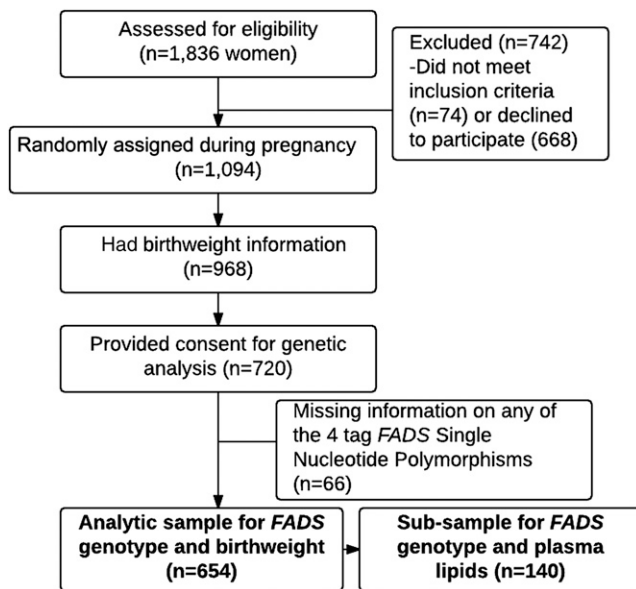 Assessed for eligibility
(n=1,836 women)
Excluded (n=742)
-Did not meet
inclusion criteria
(n=74) or declined
to participate (668)
Randomly assigned during pregnancy
(n=1,094)
Had birthweight information
(n=968)
Provided consent for genetic
analysis (n=720)
Missing information on any of
the 4 tag FADS Single
Nucleotide Polymorphisms
(n=66)
Analytic sample for FADS
genotype and birthweight
(n=654)
Sub-sample for FADS
genotype and plasma
lipids (n=140)